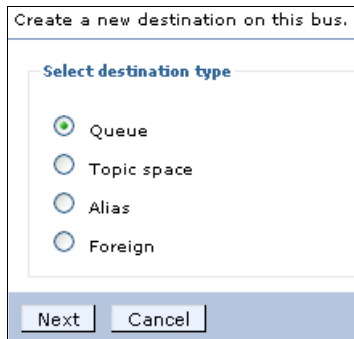 Create a new destination on this bus.
Select destination type
Queue
Topic space
Alias
Foreign
Next Cancel